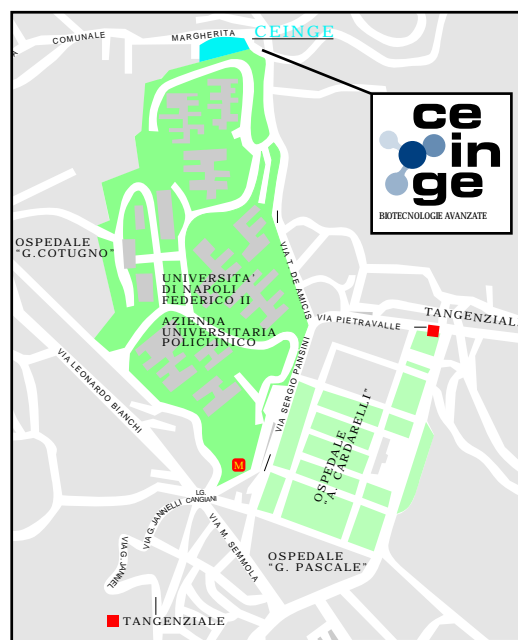 COMUNALE MARGHERITA
CEINGE
ce
in
ge
BIOTECNOLOGIE AVANZATE
OSPEDALE
"G.COTUGNO"
UNIVERSITA'
DI NAPOLI
FEDERICO II
AZIENDA
UNIVERSITARIA
POLICLINICO
VIA T. DE AMICIS
VIA PIETRAVALLE
TANGENZIALE
VIA LEONARDO BIANCHI
VIA SERGIO PANSINI
OSPEDALE
"A. CARDARELLI"
M
LG.
CANGIANI
VIA G. JANNELLI
VIA G. JANNEL
VIA M. SEMMOLA
OSPEDALE
"G. PASCALE"
TANGENZIALE